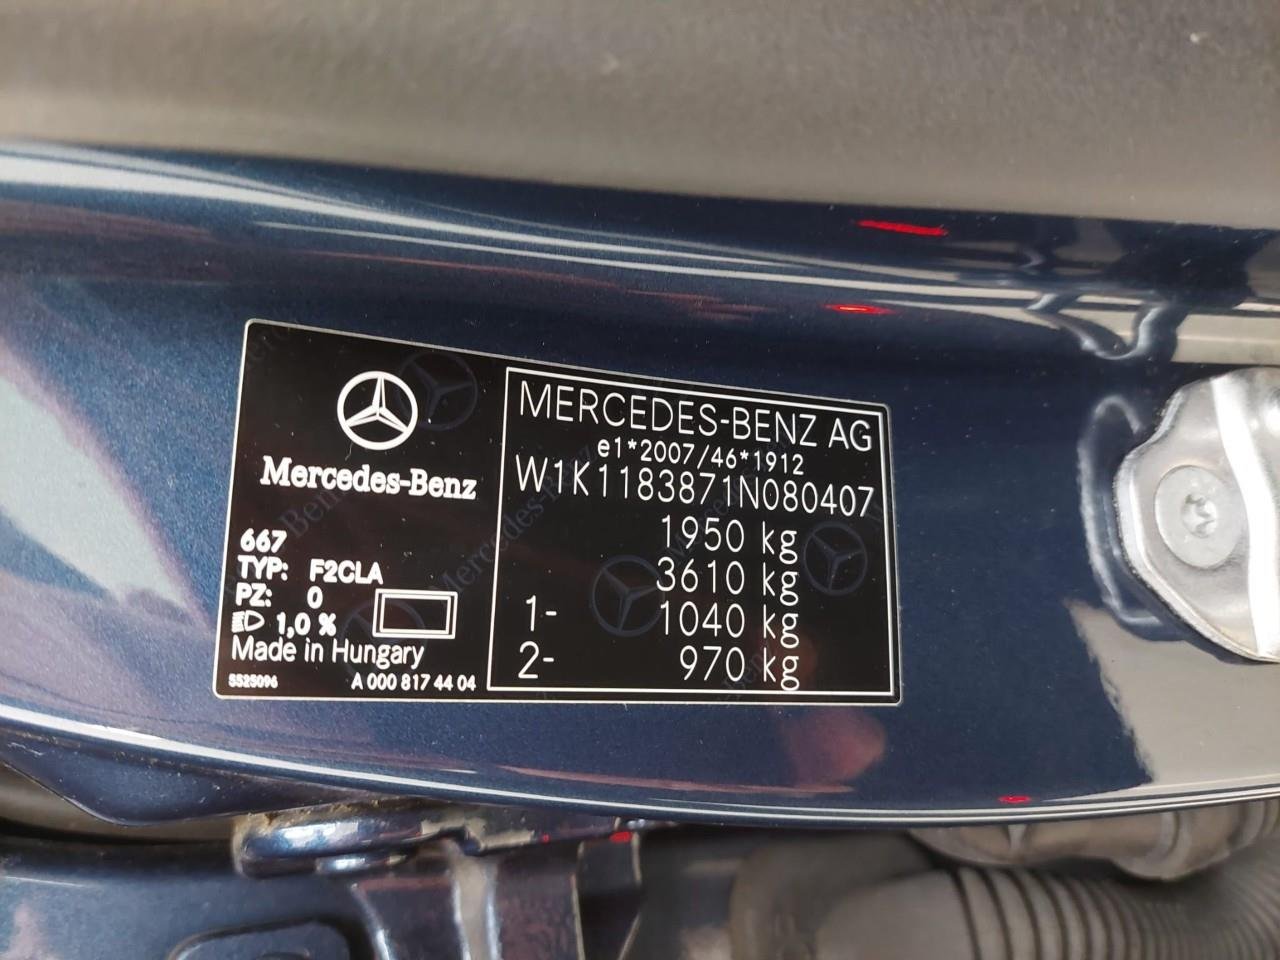 Mercedes-Benz
667
TYP: F2CLA
PZ: 0
1,0 %
Made in Hungary
S525096 A 000 817 44 04
MERCEDES-BENZ AG
e1*2007/46*1912
W1K1183871N080407
1950 kg
3610 kg
1- 1040 kg
2- 970 kg